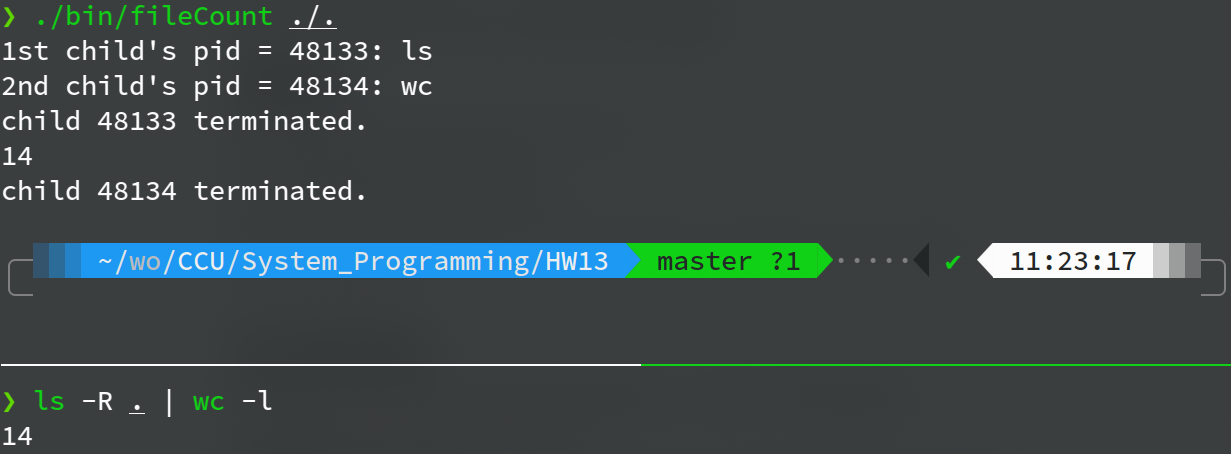 ❯ ./bin/fileCount ./.
1st child's pid = 48133: ls
2nd child's pid = 48134: wc
child 48133 terminated.
14
child 48134 terminated.
~/wo/CCU/System_Programming/HW13 master ?1 ····· ✔ 11:23:17
❯ ls -R . | wc -l
14